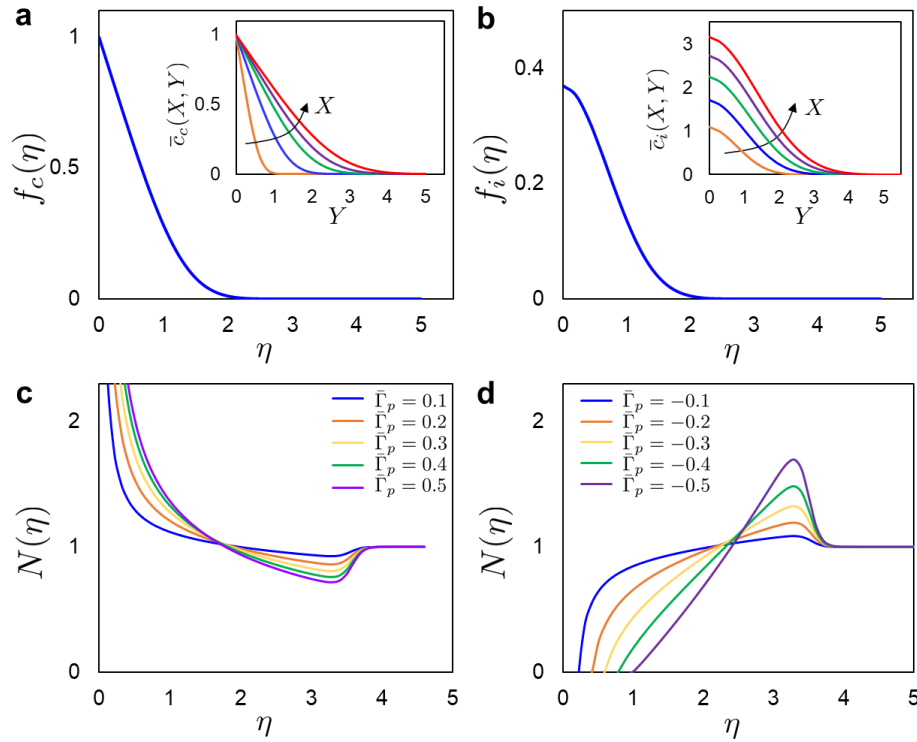 a
1
0.5
0
f_c(η)
0 1 2 3 4 5
η
1
0.5
0
c̄_c(X, Y)
X
0 1 2 3 4 5
Y
b
0.4
0.2
0
f_i(η)
0 1 2 3 4 5
η
3
2
1
0
c̄_i(X, Y)
X
0 1 2 3 4 5
Y
c
2
1
0
N(η)
Γ̄_p = 0.1
Γ̄_p = 0.2
Γ̄_p = 0.3
Γ̄_p = 0.4
Γ̄_p = 0.5
0 1 2 3 4 5
η
d
2
1
0
N(η)
Γ̄_p = −0.1
Γ̄_p = −0.2
Γ̄_p = −0.3
Γ̄_p = −0.4
Γ̄_p = −0.5
0 1 2 3 4 5
η